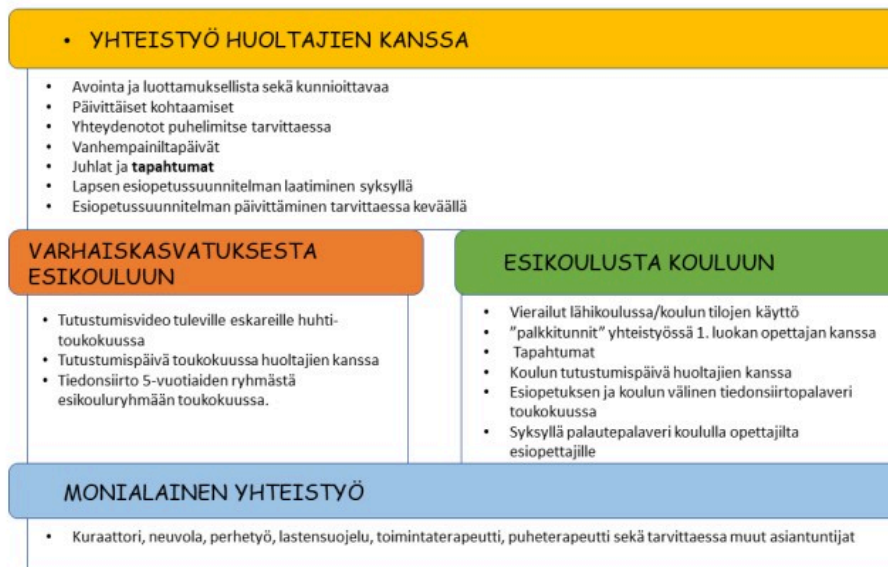 • YHTEISTYÖ HUOLTAJIEN KANSSA
• Avointa ja luottamuksellista sekä kunnioittavaa
• Päivittäiset kohtaamiset
• Yhteydenotot puhelimitse tarvittaessa
• Vanhempainiltapäivät
• Juhlat ja tapahtumat
• Lapsen esiopetussuunnitelman laatiminen syksyllä
• Esiopetussuunnitelman päivittäminen tarvittaessa keväällä
VARHAISKASVATUKSESTA
ESIKOULUUN
• Tutustumisvideo tuleville eskareille huhti-
toukokuussa
• Tutustumispäivä toukokuussa huoltajien kanssa
• Tiedonsiirto 5-vuotiaiden ryhmästä
esikouluryhmään toukokuussa.
ESIKOULUSTA KOULUUN
• Vierailut lähikoulussa/koulun tilojen käyttö
• ”palkkitunnit” yhteistyössä 1. luokan opettajan kanssa
• Tapahtumat
• Koulun tutustumispäivä huoltajien kanssa
• Esiopetuksen ja koulun välinen tiedonsiirtopalaveri
toukokuussa
• Syksyllä palautepalaveri koululla opettajilta
esiopettajille
MONIALAINEN YHTEISTYÖ
• Kuraattori, neuvola, perhetyö, lastensuojelu, toimintaterapeutti, puheterapeutti sekä tarvittaessa muut asiantuntijat